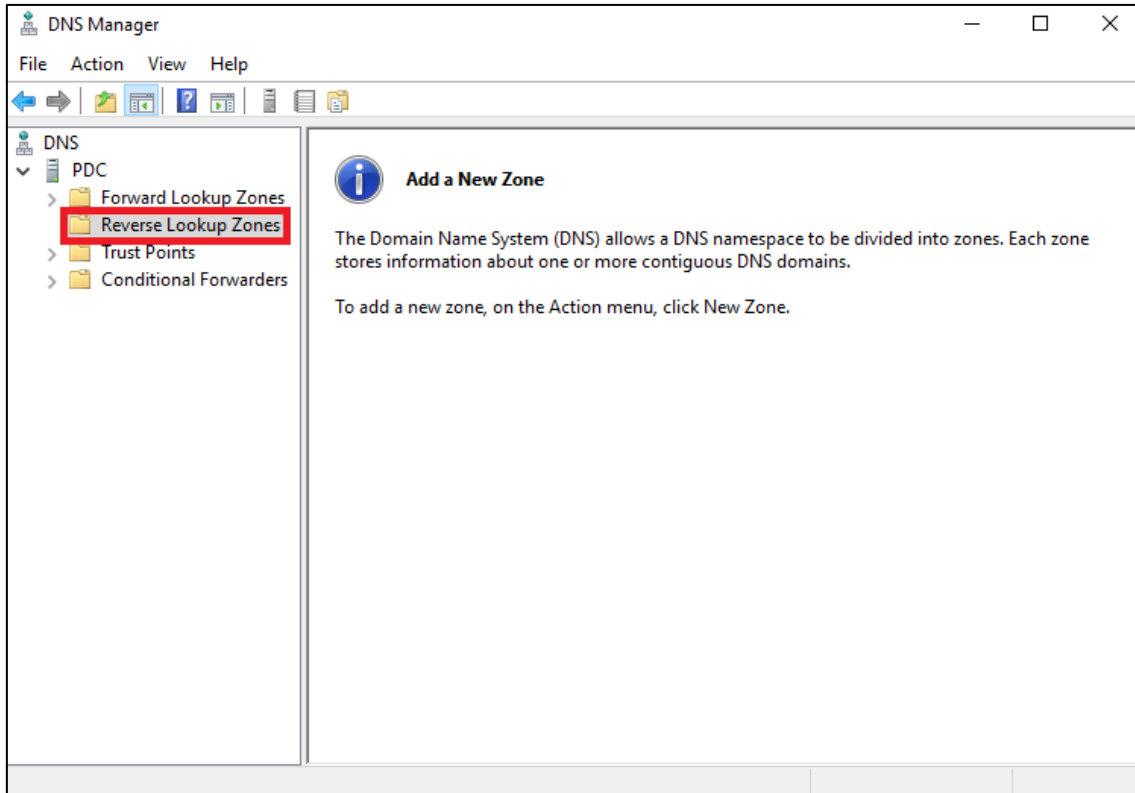 DNS Manager
File Action View Help
DNS
PDC
Forward Lookup Zones
Reverse Lookup Zones
Trust Points
Conditional Forwarders
Add a New Zone
The Domain Name System (DNS) allows a DNS namespace to be divided into zones. Each zone
stores information about one or more contiguous DNS domains.
To add a new zone, on the Action menu, click New Zone.